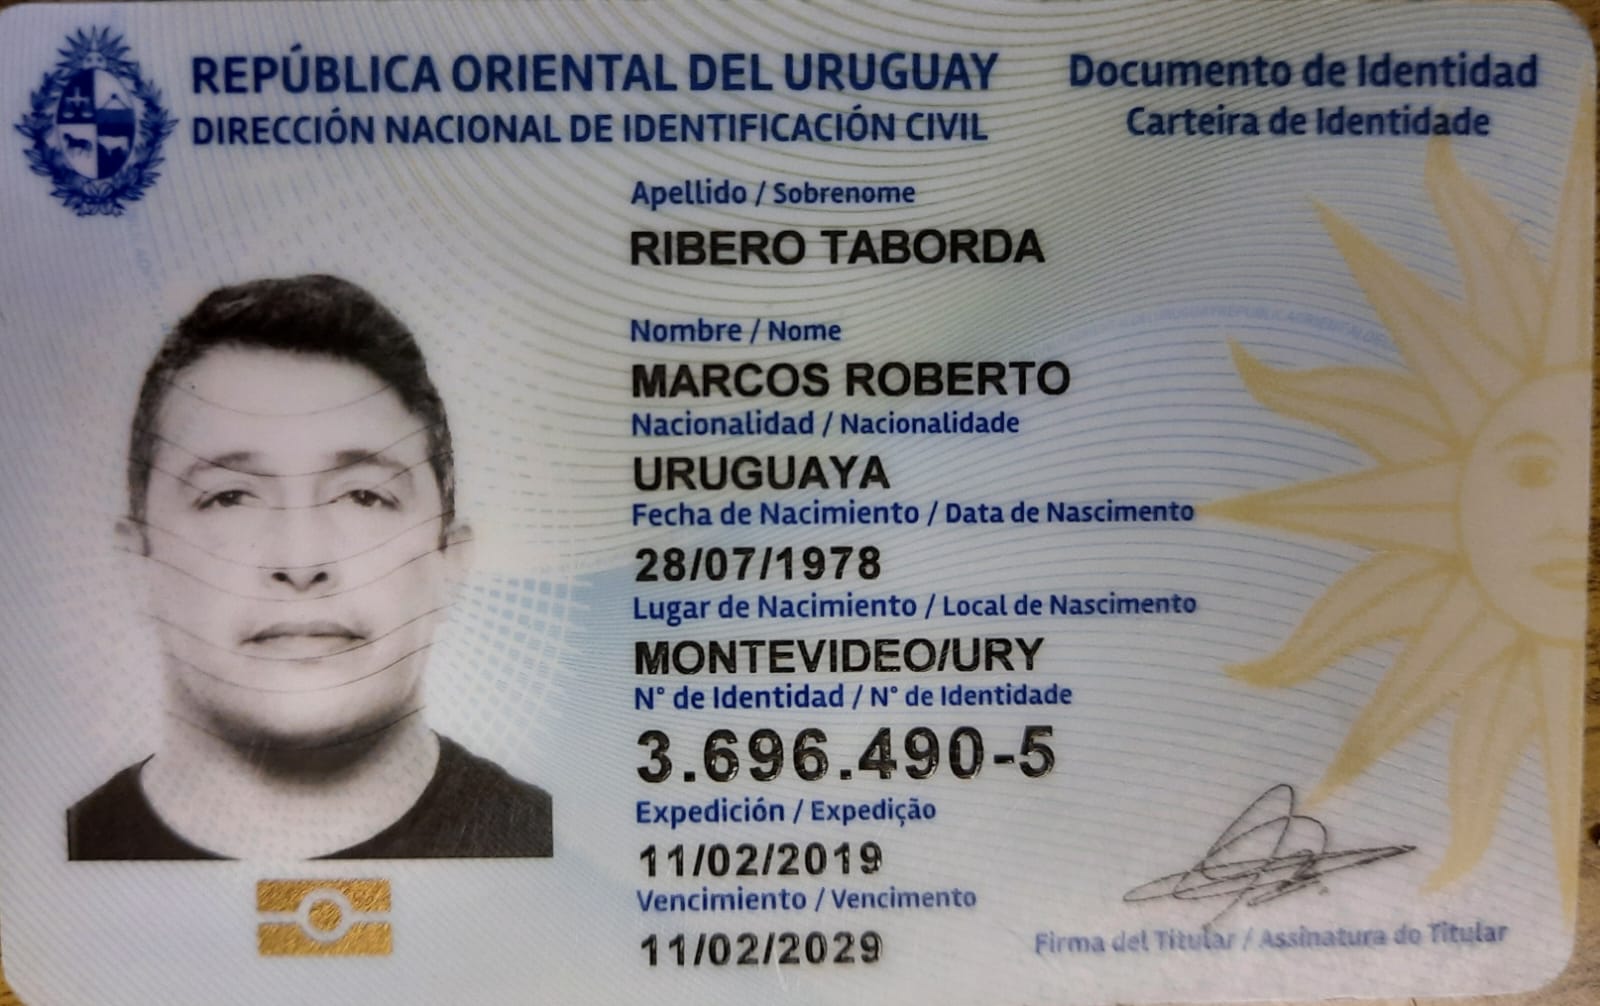 REPÚBLICA ORIENTAL DEL URUGUAY
DIRECCIÓN NACIONAL DE IDENTIFICACIÓN CIVIL
Documento de Identidad
Carteira de Identidade
Apellido / Sobrenome
RIBERO TABORDA
Nombre / Nome
MARCOS ROBERTO
Nacionalidad / Nacionalidade
URUGUAYA
Fecha de Nacimiento / Data de Nascimento
28/07/1978
Lugar de Nacimiento / Local de Nascimento
MONTEVIDEO/URY
N° de Identidad / N° de Identidade
3.696.490-5
Expedición / Expedição
11/02/2019
Vencimiento / Vencimento
11/02/2029
Firma del Titular / Assinatura do Titular